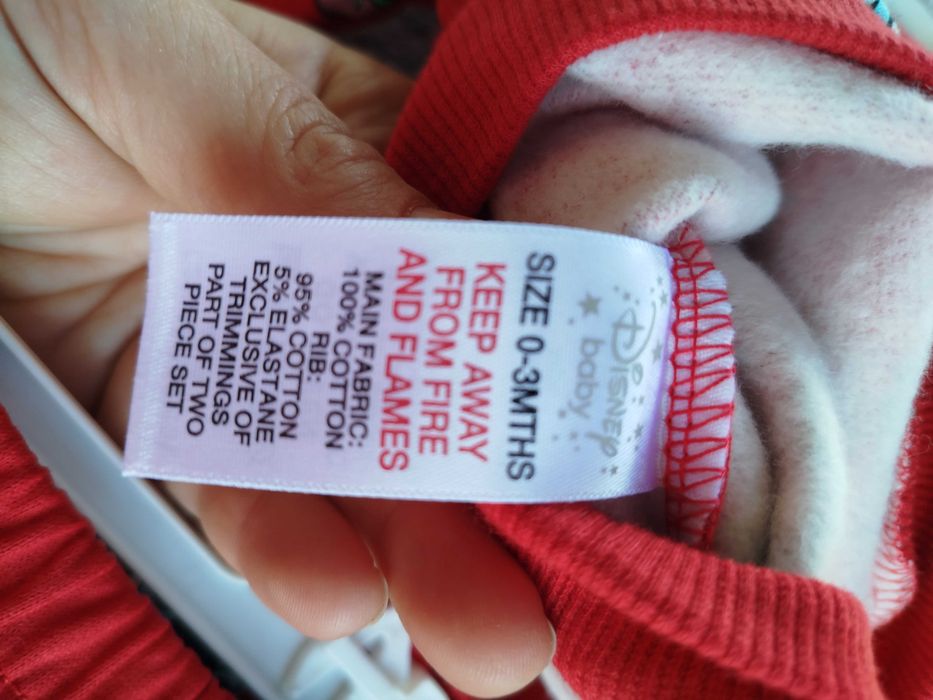 Disney
baby
SIZE 0-3MTHS
KEEP AWAY
FROM FIRE
AND FLAMES
MAIN FABRIC:
100% COTTON
RIB:
95% COTTON
5% ELASTANE
EXCLUSIVE OF
TRIMMINGS
PART OF TWO
PIECE SET